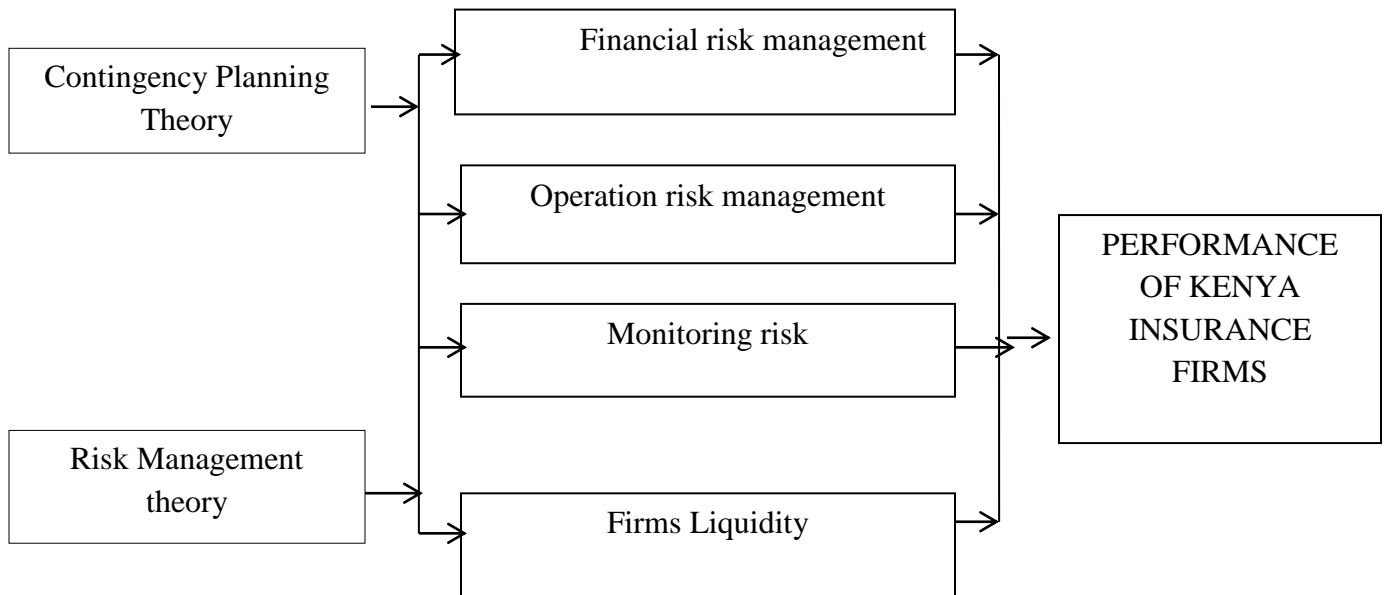 Contingency Planning
Theory
Risk Management
theory
Financial risk management
Operation risk management
Monitoring risk
Firms Liquidity
PERFORMANCE
OF KENYA
INSURANCE
FIRMS